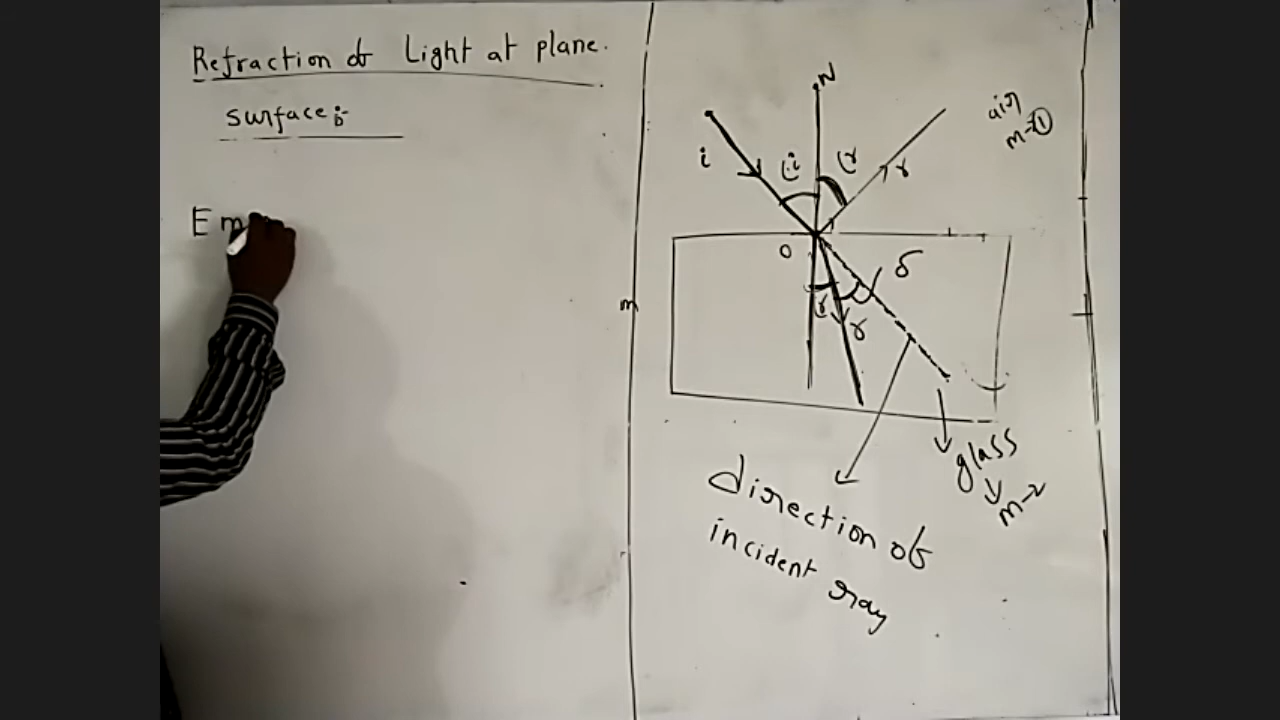 Refraction of Light at plane.
surface:-
Em
N
air
m-①
i
(i
(r
r
O
δ
m
(r
r
glass
m-2
direction of
incident ray